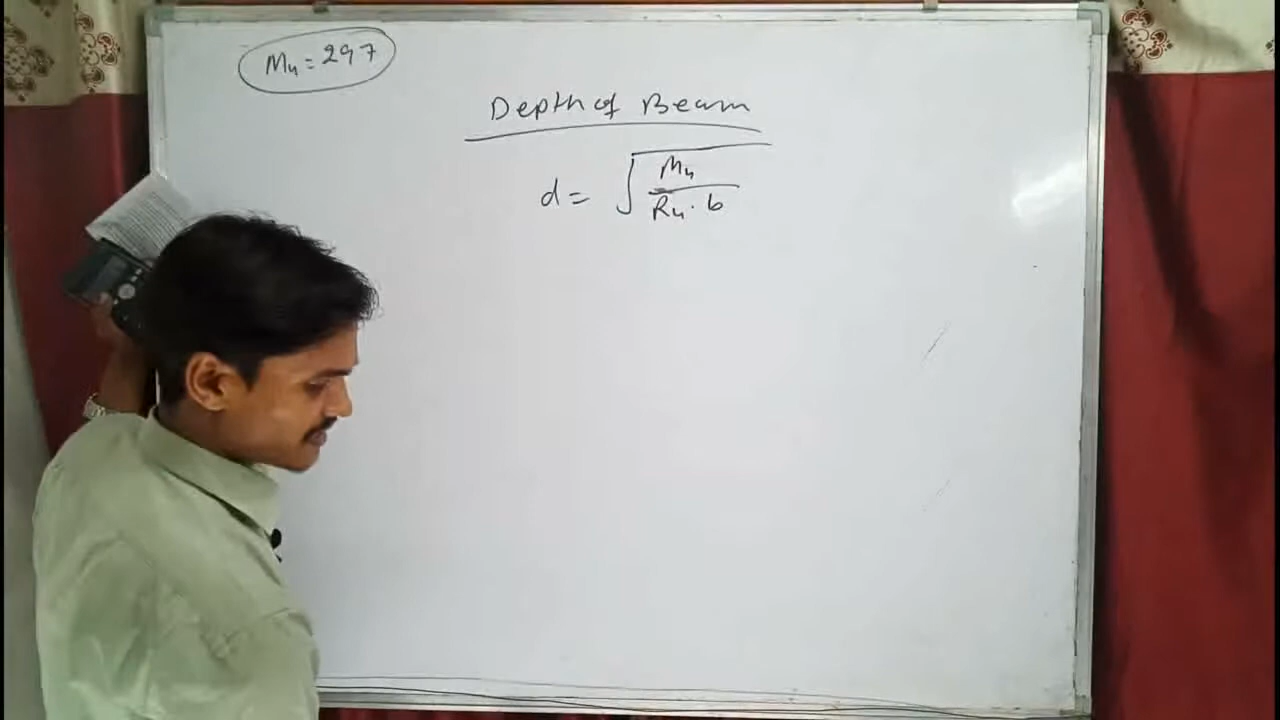 Mu = 297
Depth of Beam
d = √(Mu / Ru · b)